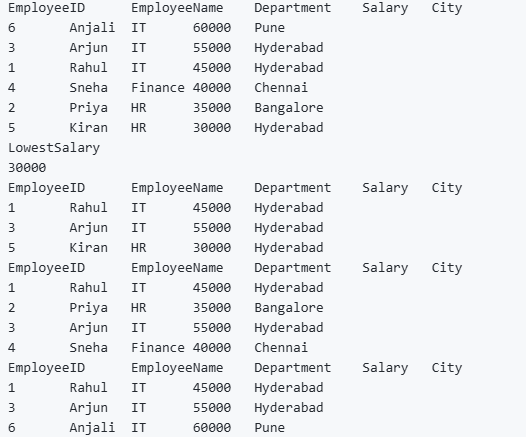 EmployeeID EmployeeName Department Salary City
6 Anjali IT 60000 Pune
3 Arjun IT 55000 Hyderabad
1 Rahul IT 45000 Hyderabad
4 Sneha Finance 40000 Chennai
2 Priya HR 35000 Bangalore
5 Kiran HR 30000 Hyderabad
LowestSalary
30000
EmployeeID EmployeeName Department Salary City
1 Rahul IT 45000 Hyderabad
3 Arjun IT 55000 Hyderabad
5 Kiran HR 30000 Hyderabad
EmployeeID EmployeeName Department Salary City
1 Rahul IT 45000 Hyderabad
2 Priya HR 35000 Bangalore
3 Arjun IT 55000 Hyderabad
4 Sneha Finance 40000 Chennai
EmployeeID EmployeeName Department Salary City
1 Rahul IT 45000 Hyderabad
3 Arjun IT 55000 Hyderabad
6 Anjali IT 60000 Pune